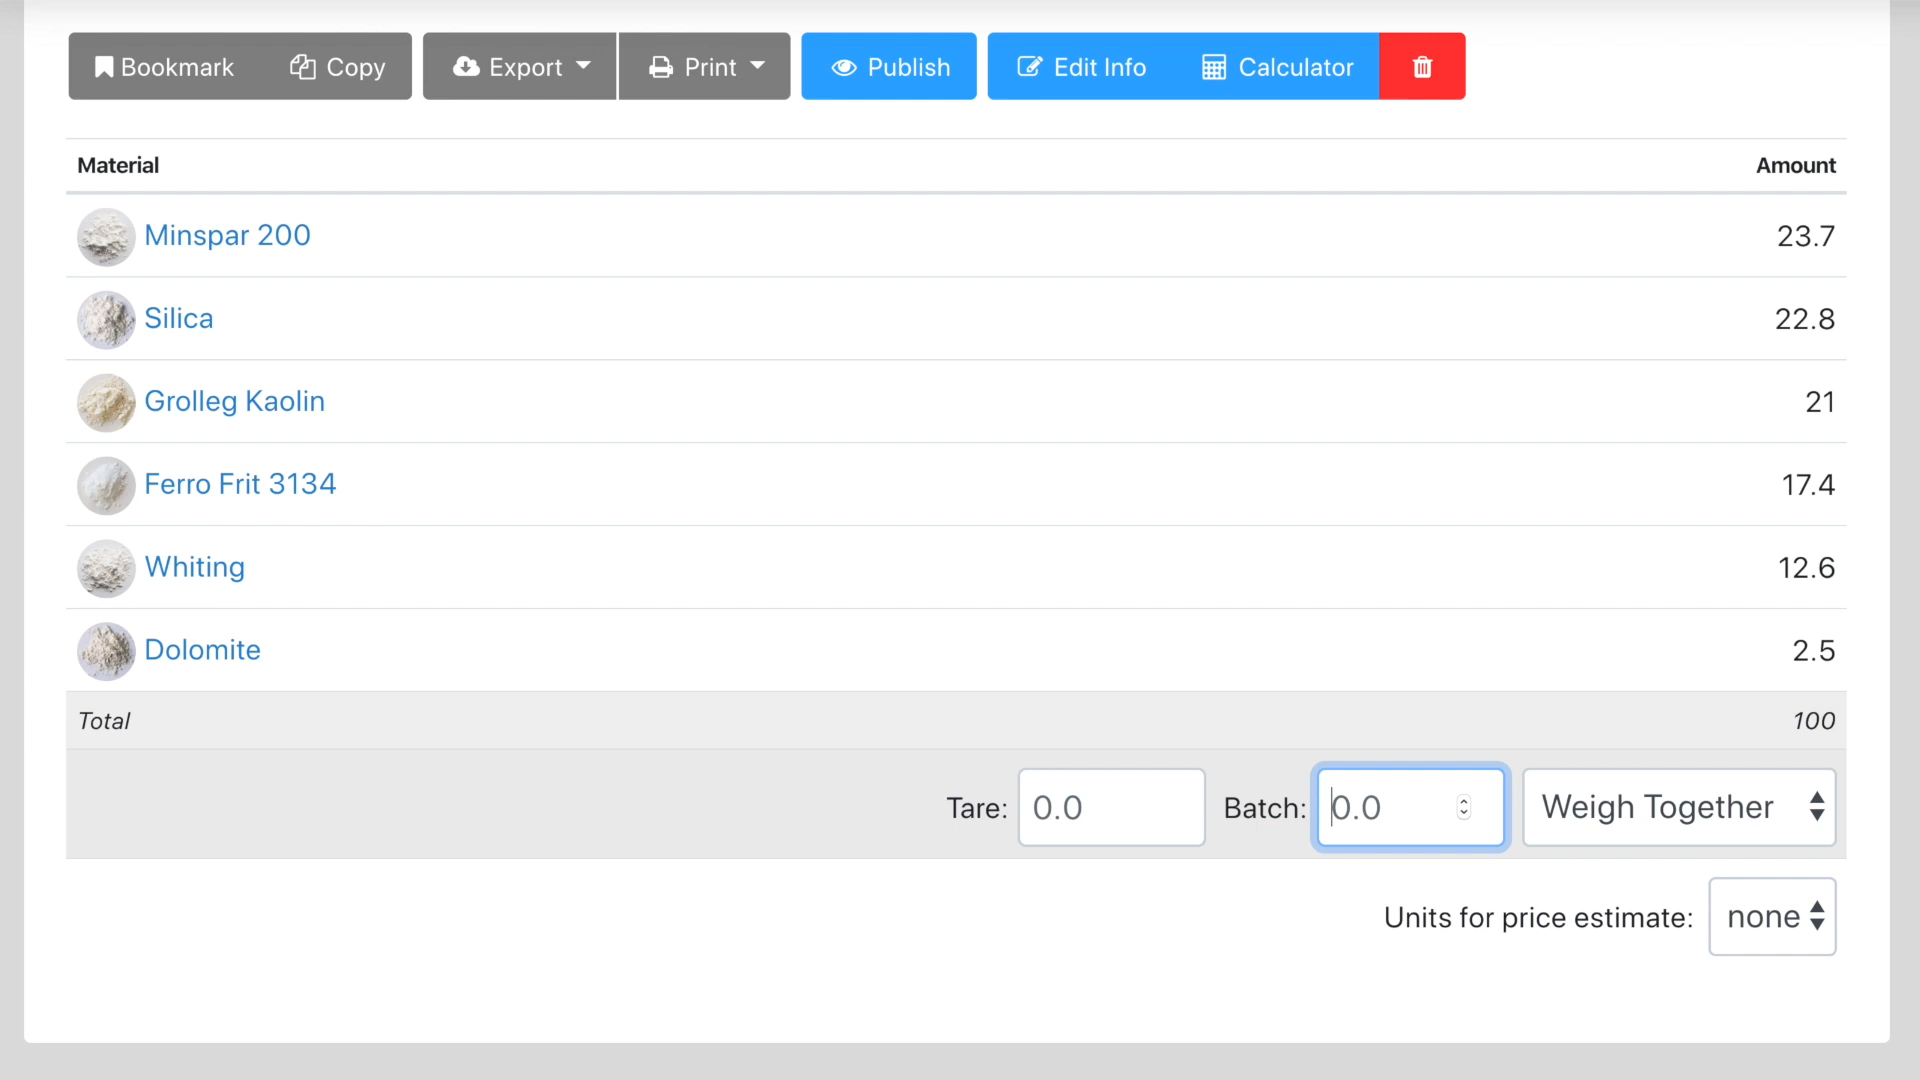 Bookmark Copy Export Print Publish Edit Info Calculator
Material Amount
Minspar 200 23.7
Silica 22.8
Grolleg Kaolin 21
Ferro Frit 3134 17.4
Whiting 12.6
Dolomite 2.5
Total 100
Tare: 0.0 Batch: 0.0 Weigh Together
Units for price estimate: none